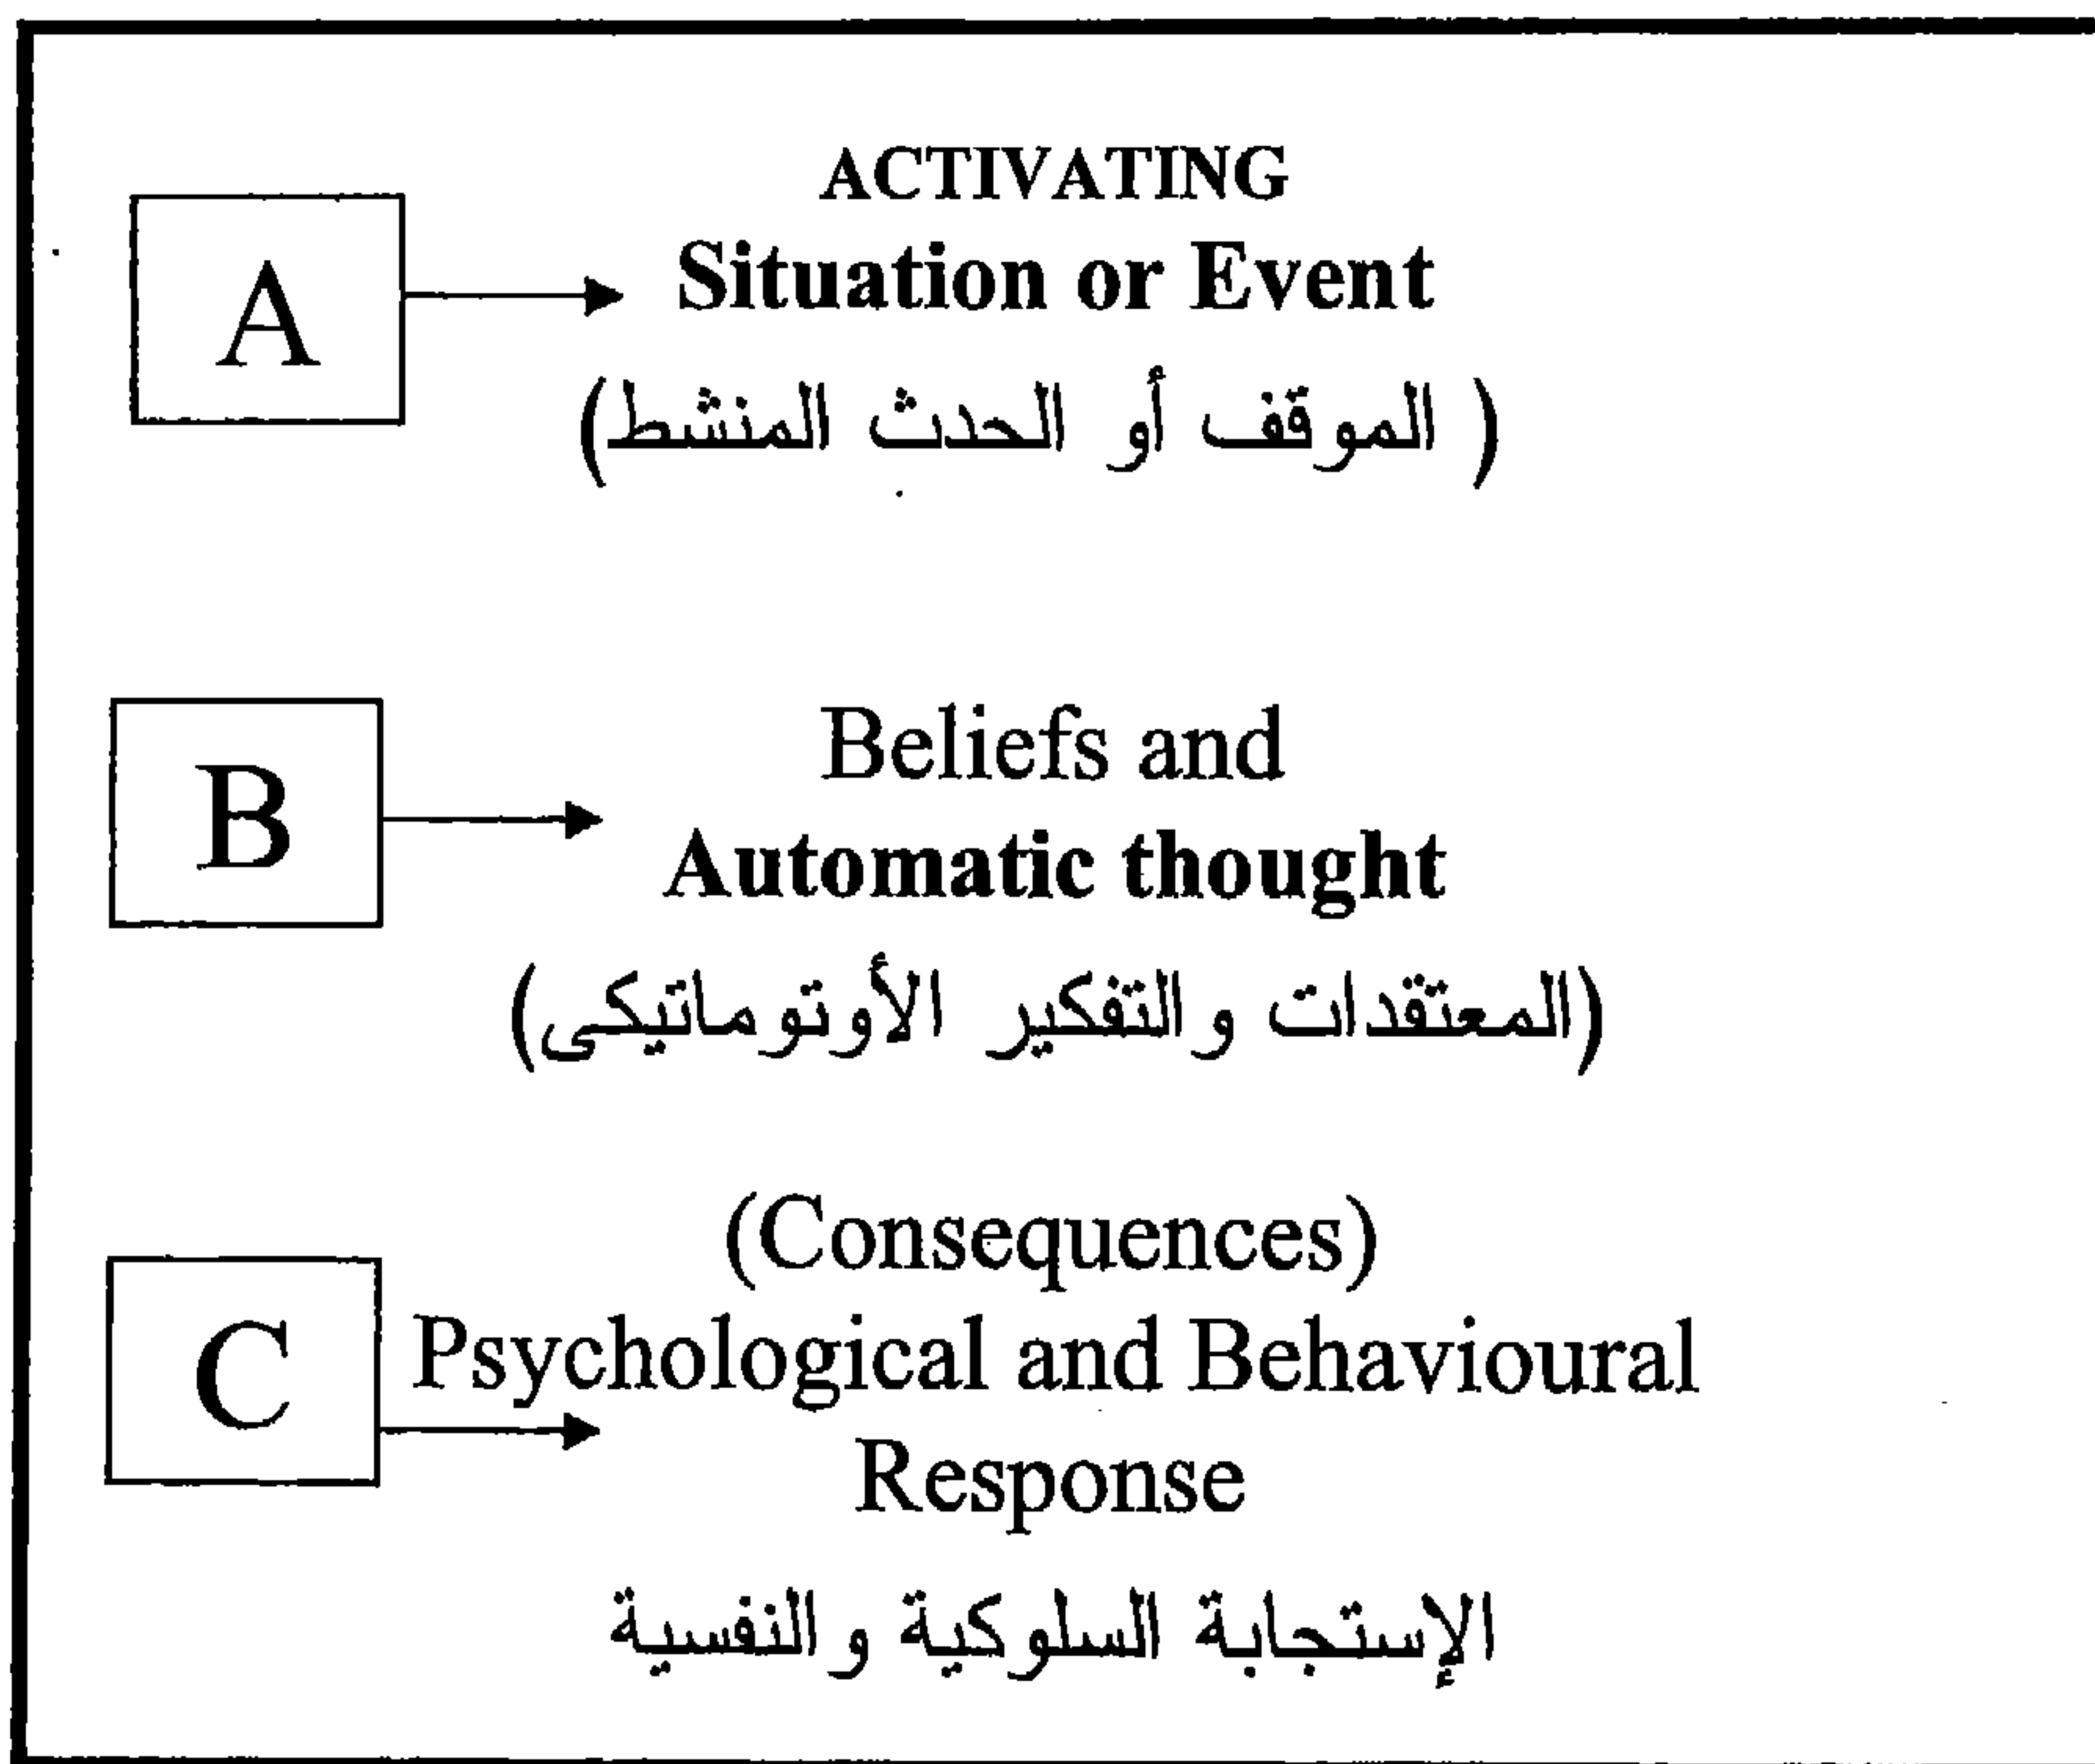 ACTIVATING
A
Situation or Event
( الموقف أو الحدث المنشط)
Beliefs and
B
Automatic thought
(المعتقدات والتفكير الأوتوماتيكى)
(Consequences)
C
Psychological and Behavioural
Response
الإستجابة السلوكية والنفسية